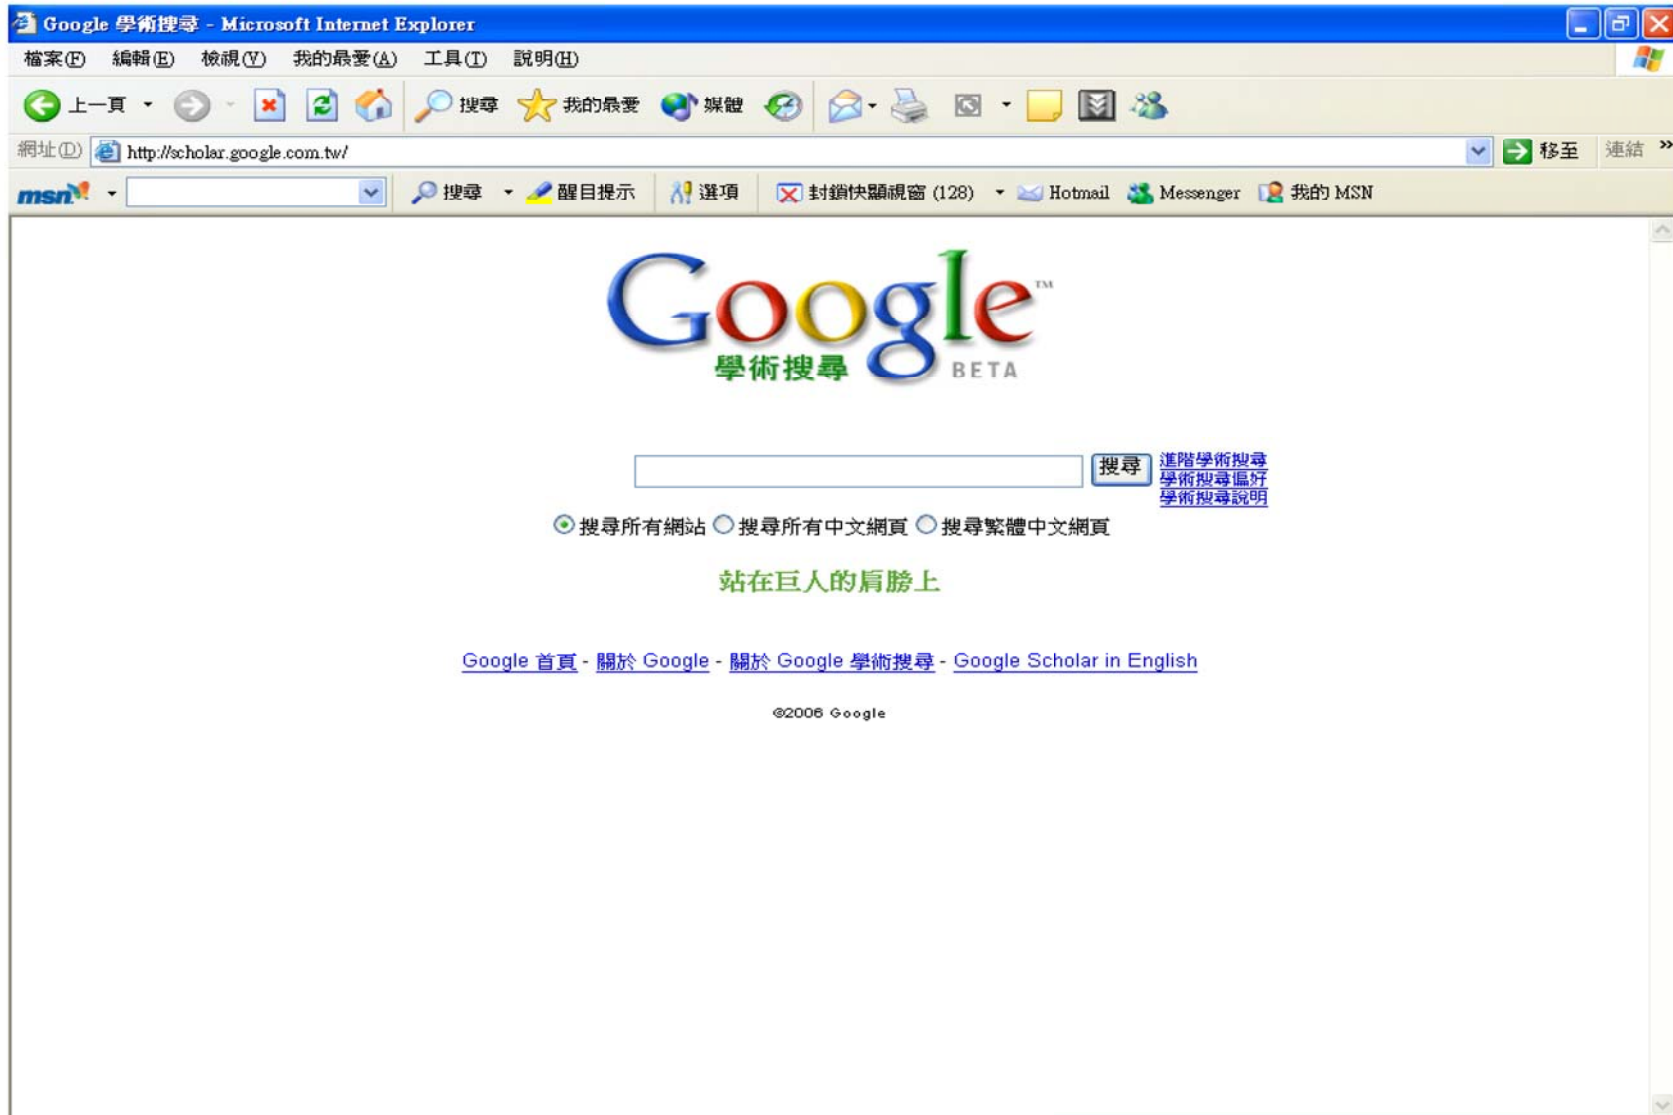 Google 學術搜尋 - Microsoft Internet Explorer
檔案(F) 編輯(E) 檢視(V) 我的最愛(A) 工具(T) 說明(H)
上一頁 搜尋 我的最愛 媒體
網址(D) http://scholar.google.com.tw/ 移至 連結 »
msn 搜尋 醒目提示 選項 封鎖快顯視窗 (128) Hotmail Messenger 我的 MSN
Google™
學術搜尋 BETA
搜尋 進階學術搜尋
學術搜尋偏好
學術搜尋說明
搜尋所有網站 搜尋所有中文網頁 搜尋繁體中文網頁
站在巨人的肩膀上
Google 首頁 - 關於 Google - 關於 Google 學術搜尋 - Google Scholar in English
©2006 Google